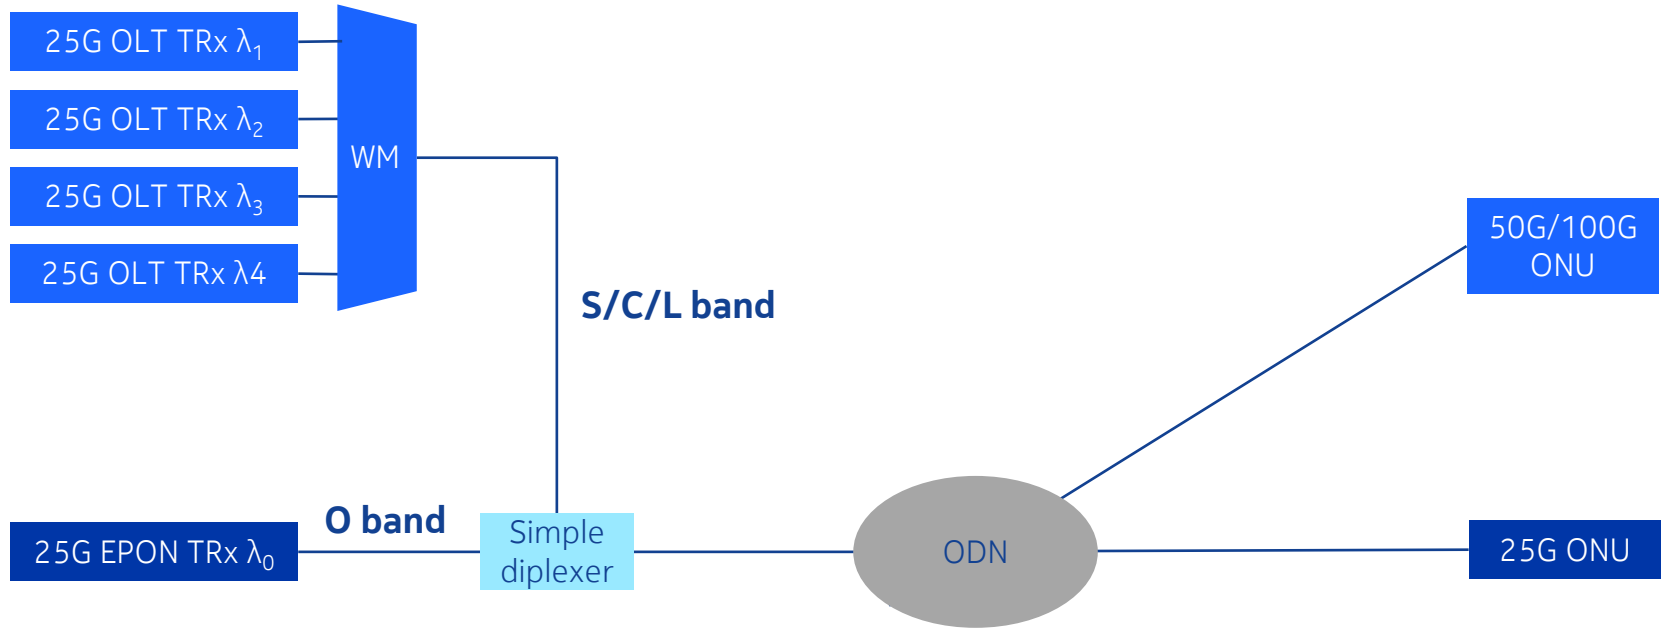 25G OLT TRx λ₁
25G OLT TRx λ₂
25G OLT TRx λ₃
25G OLT TRx λ4
WM
S/C/L band
50G/100G
ONU
O band
25G EPON TRx λ₀
Simple
diplexer
ODN
25G ONU